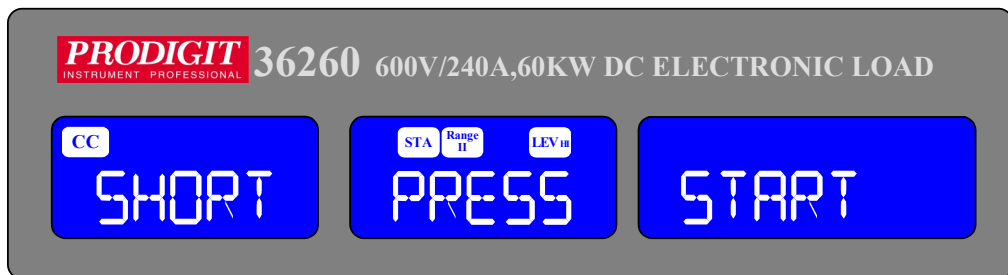 PRODIGIT
INSTRUMENT PROFESSIONAL
36260 600V/240A,60KW DC ELECTRONIC LOAD
CC
STA Range II LEV HI
SHORT PRESS START